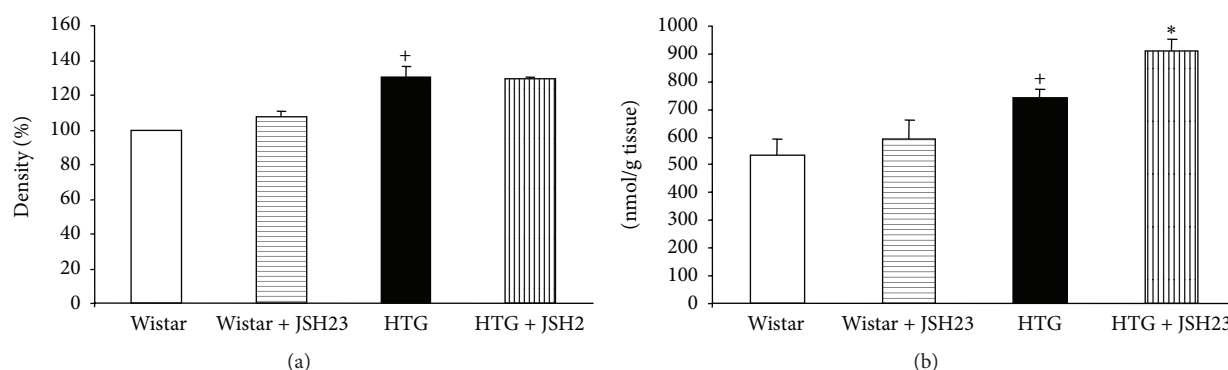 160
140
120
100
80
60
40
20
0
Density (%)
+
Wistar
Wistar + JSH23
HTG
HTG + JSH2
(a)
1000
900
800
700
600
500
400
300
200
100
0
(nmol/g tissue)
+
*
Wistar
Wistar + JSH23
HTG
HTG + JSH23
(b)